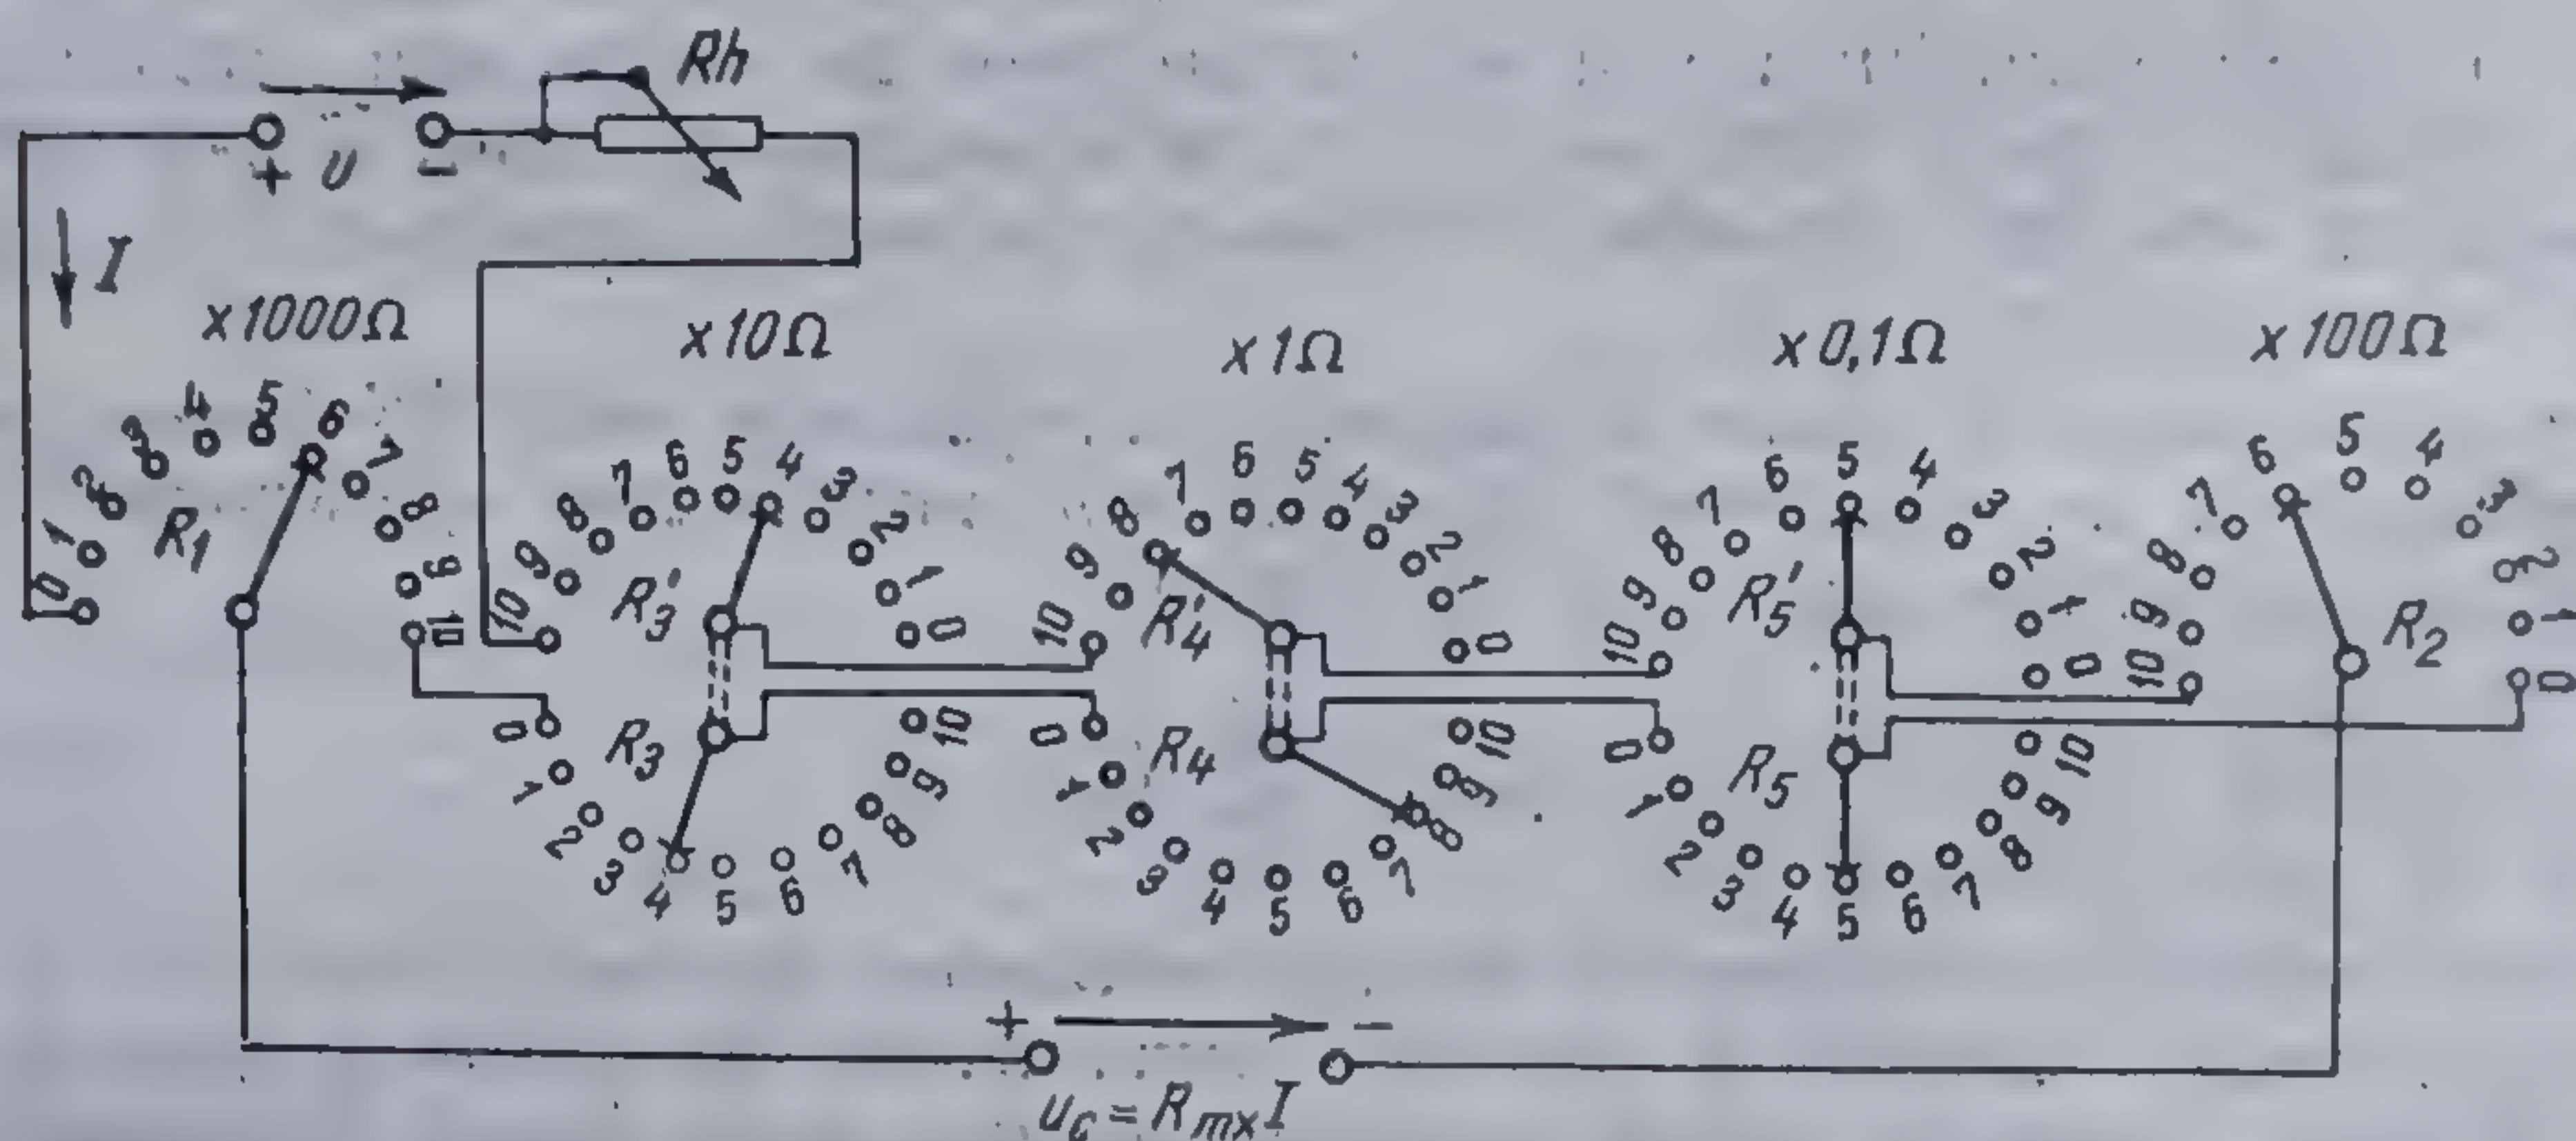 Rh
+ U −
I
x1000Ω
x10Ω
x1Ω
x0,1Ω
x100Ω
0 1 2 3 4 5 6 7 8 9 10
R1
10 9 8 7 6 5 4 3 2 1 0
R3'
10 9 8 7 6 5 4 3 2 1 0
R4'
10 9 8 7 6 5 4 3 2 1 0
R5'
10 9 8 7 6 5 4 3 2 1 0
R2
0 1 2 3 4 5 6 7 8 9 10
R3
0 1 2 3 4 5 6 7 8 9 10
R4
0 1 2 3 4 5 6 7 8 9 10
R5
+ −
uc = RmxI